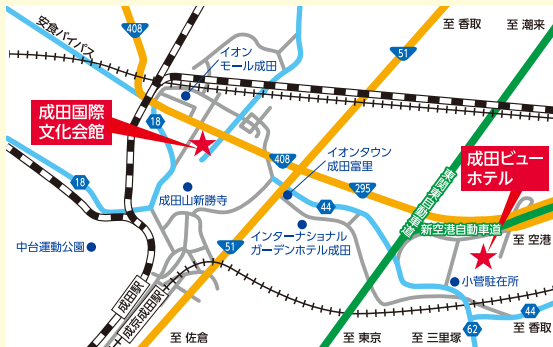 至 香取
至 潮来
408
安食バイパス
51
イオン
モール成田
成田国際
文化会館
18
408
イオンタウン
成田富里
成田ビュー
ホテル
18
295
成田山新勝寺
44
東関東自動車道
新空港自動車道
インターナショナル
ガーデンホテル成田
51
至 空港
中台運動公園
小菅駐在所
成田駅
成京成田駅
44
62
至 佐倉
至 東京
至 三里塚
至 香取